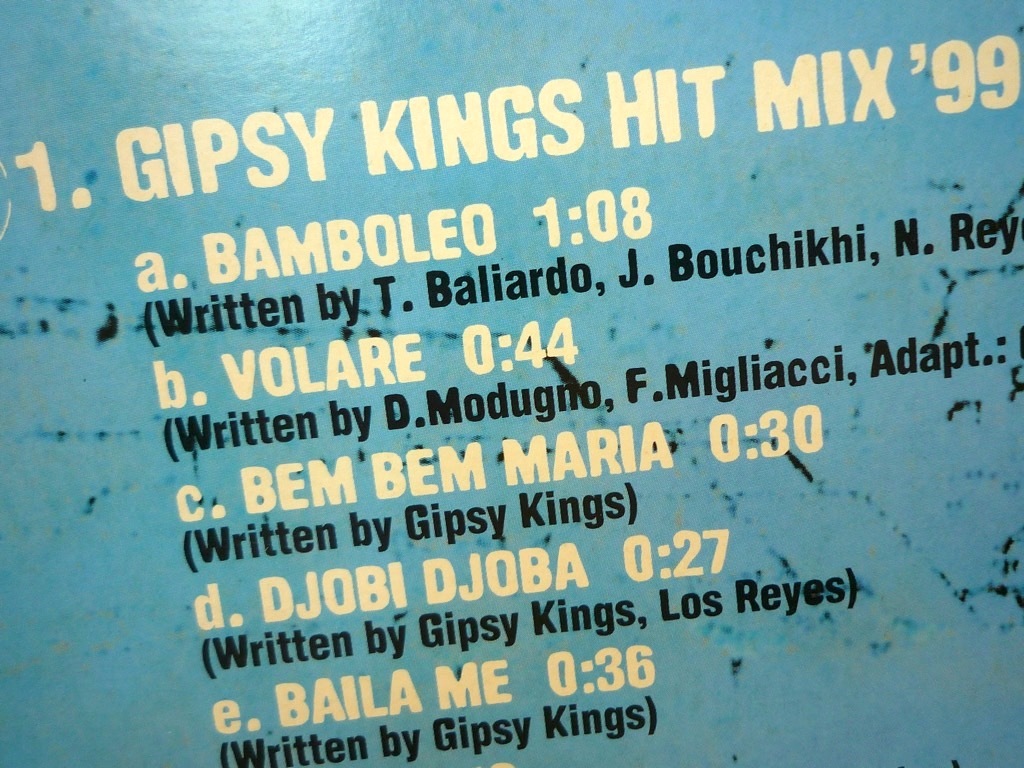 1. GIPSY KINGS HIT MIX '99
a. BAMBOLEO 1:08
(Written by T. Baliardo, J. Bouchikhi, N.
b. VOLARE 0:44
(Written by D.Modugno, F.Migliacci, Adapt.:
c. BEM BEM MARIA 0:30
(Written by Gipsy Kings)
d. DJOBI DJOBA 0:27
(Written by Gipsy Kings, Los Reyes)
e. BAILA ME 0:36
(Written by Gipsy Kings)